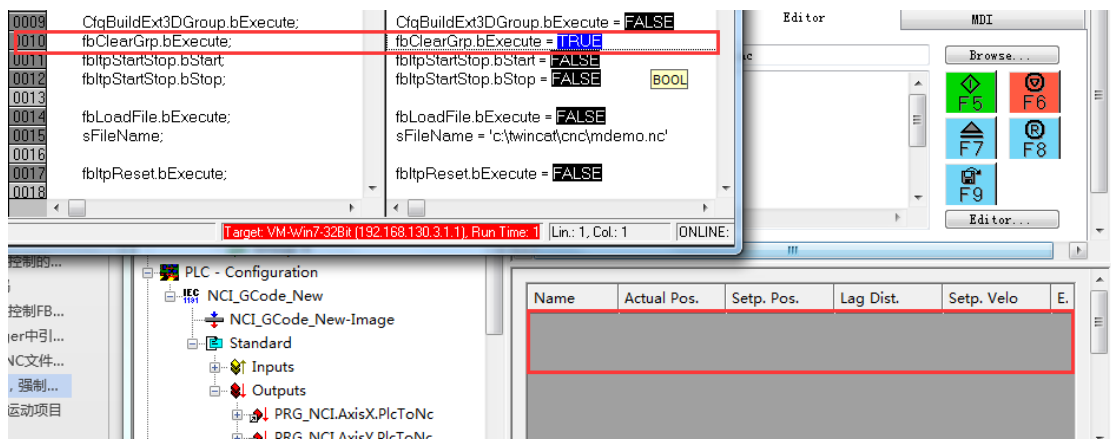 0009 CfgBuildExt3DGroup.bExecute; CfgBuildExt3DGroup.bExecute = FALSE
0010 fbClearGrp.bExecute; fbClearGrp.bExecute = TRUE
0011 fbItpStartStop.bStart; fbItpStartStop.bStart = FALSE
0012 fbItpStartStop.bStop; fbItpStartStop.bStop = FALSE BOOL
0013
0014 fbLoadFile.bExecute; fbLoadFile.bExecute = FALSE
0015 sFileName; sFileName = 'c:\twincat\cnc\mdemo.nc'
0016
0017 fbItpReset.bExecute; fbItpReset.bExecute = FALSE
0018
Target: VM-Win7-32Bit (192.168.130.3.1.1), Run Time: 1 Lin.: 1, Col.: 1 ONLINE:
Editor MDI
Browse...
F5 F6
F7 F8
F9
Editor...
控制的...
控制FB...
ger中引...
NC文件...
, 强制...
运动项目
PLC - Configuration
NCI_GCode_New
NCI_GCode_New-Image
Standard
Inputs
Outputs
PRG_NCI.AxisX.PlcToNc
PRG_NCI.AxisY.PlcToNc
Name Actual Pos. Setp. Pos. Lag Dist. Setp. Velo E.